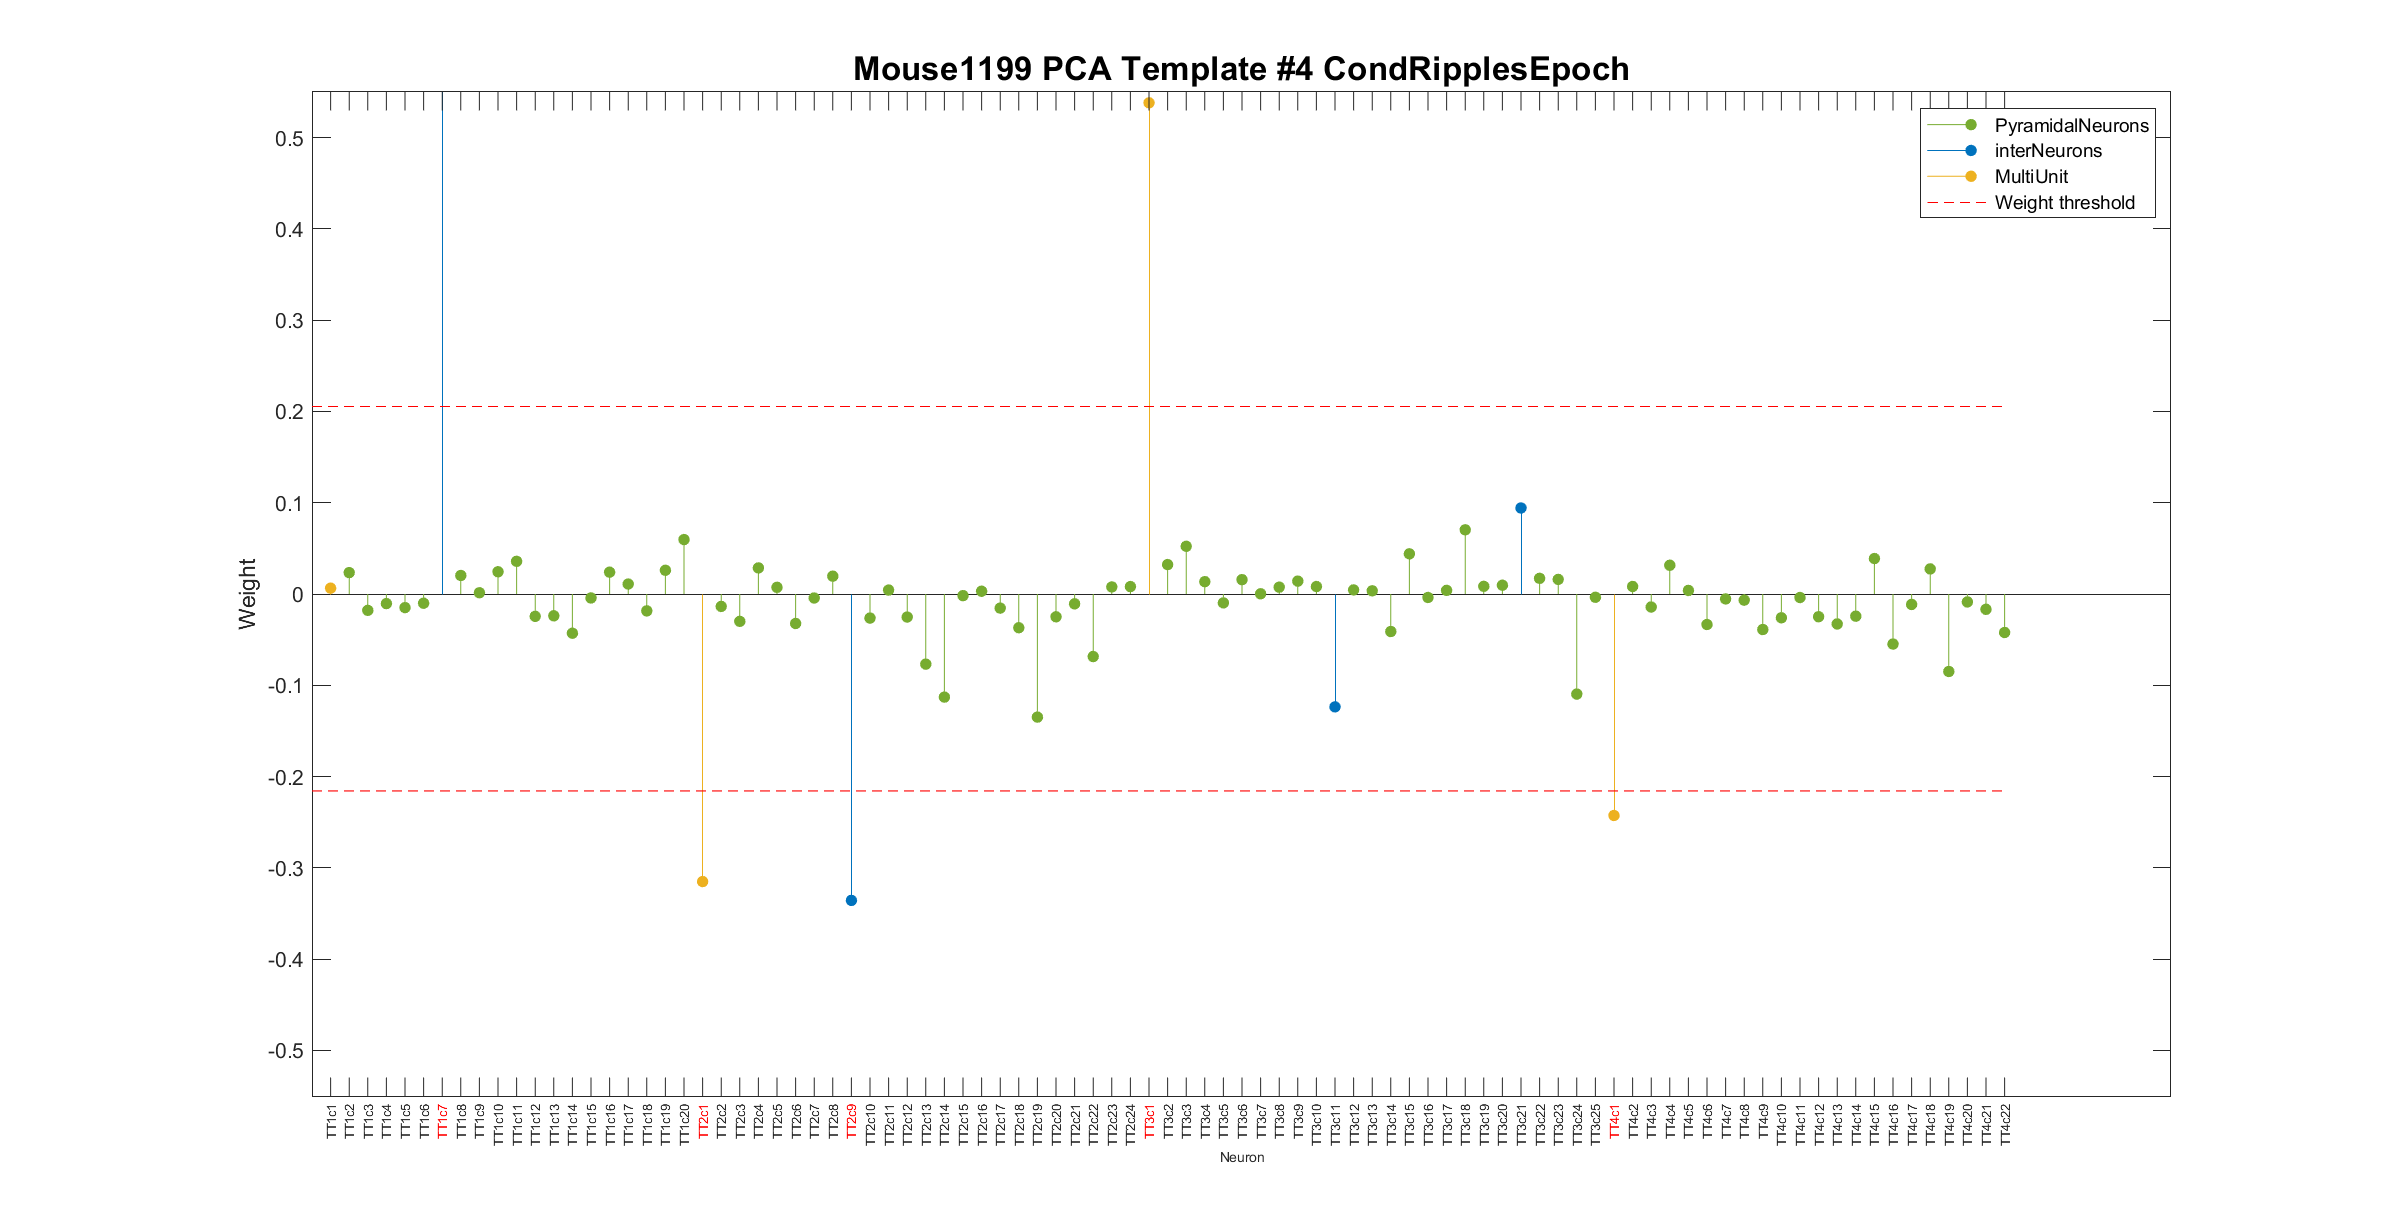 Mouse1199 PCA Template #4 CondRipplesEpoch
PyramidalNeurons
interNeurons
MultiUnit
Weight threshold
Weight
0.5
0.4
0.3
0.2
0.1
0
-0.1
-0.2
-0.3
-0.4
-0.5
TT1c1
TT1c2
TT1c3
TT1c4
TT1c5
TT1c6
TT1c7
TT1c8
TT1c9
TT1c10
TT1c11
TT1c12
TT1c13
TT1c14
TT1c15
TT1c16
TT1c17
TT1c18
TT1c19
TT1c20
TT2c1
TT2c2
TT2c3
TT2c4
TT2c5
TT2c6
TT2c7
TT2c8
TT2c9
TT2c10
TT2c11
TT2c12
TT2c13
TT2c14
TT2c15
TT2c16
TT2c17
TT2c18
TT2c19
TT2c20
TT2c21
TT2c22
TT2c23
TT2c24
TT3c1
TT3c2
TT3c3
TT3c4
TT3c5
TT3c6
TT3c7
TT3c8
TT3c9
TT3c10
TT3c11
TT3c12
TT3c13
TT3c14
TT3c15
TT3c16
TT3c17
TT3c18
TT3c19
TT3c20
TT3c21
TT3c22
TT3c23
TT3c24
TT3c25
TT4c1
TT4c2
TT4c3
TT4c4
TT4c5
TT4c6
TT4c7
TT4c8
TT4c9
TT4c10
TT4c11
TT4c12
TT4c13
TT4c14
TT4c15
TT4c16
TT4c17
TT4c18
TT4c19
TT4c20
TT4c21
TT4c22
Neuron